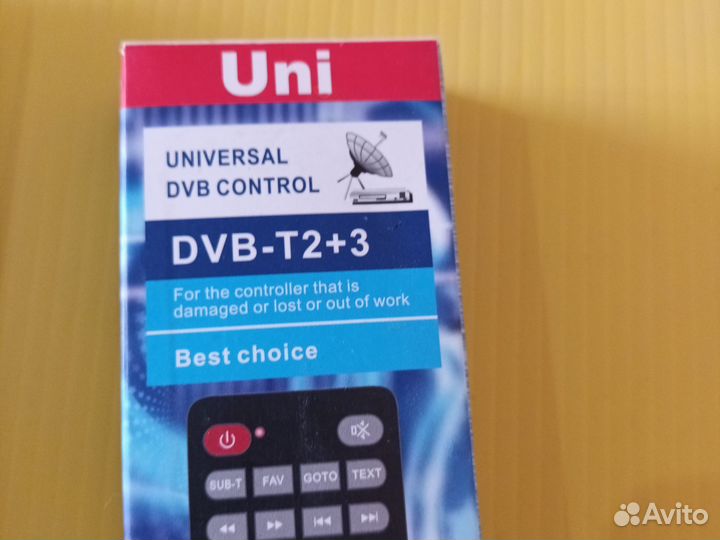 Uni
UNIVERSAL
DVB CONTROL
DVB-T2+3
For the controller that is
damaged or lost or out of work
Best choice
SUB-T FAV GOTO TEXT
Avito